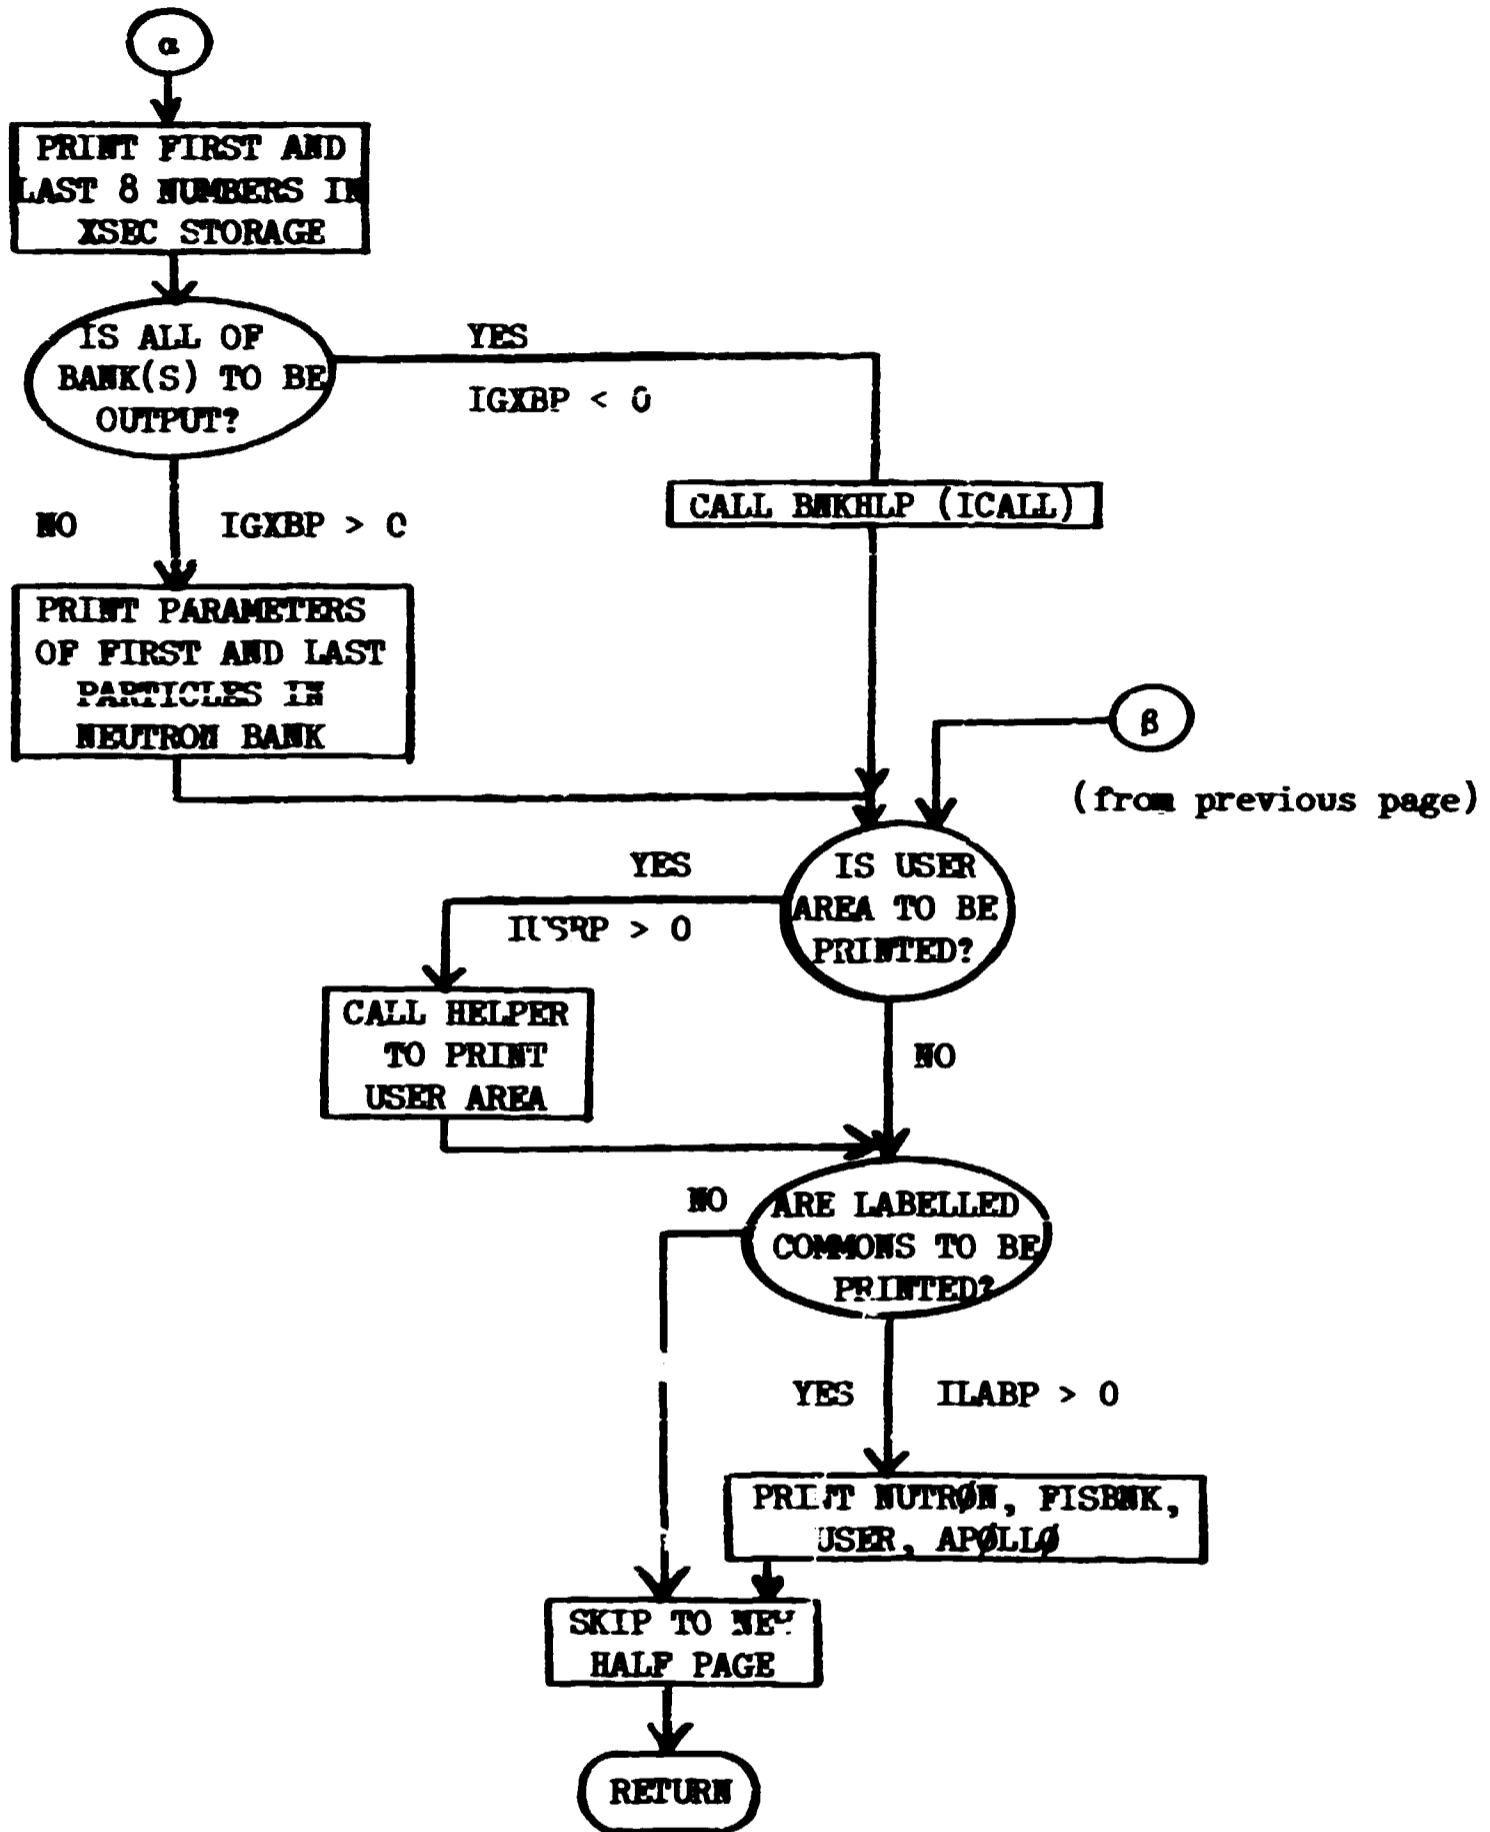 α
PRINT FIRST AND
LAST 8 NUMBERS IN
XSEC STORAGE
IS ALL OF
BANK(S) TO BE
OUTPUT?
YES
IGXBP < 0
CALL BNKHLP (ICALL)
NO
IGXBP > 0
PRINT PARAMETERS
OF FIRST AND LAST
PARTICLES IN
NEUTRON BANK
β
(from previous page)
IS USER
AREA TO BE
PRINTED?
YES
IUSRP > 0
CALL HELPER
TO PRINT
USER AREA
NO
ARE LABELLED
COMMONS TO BE
PRINTED?
NO
YES
ILABP > 0
PRINT NUTRØN, FISBNK,
USER, APØLLØ
SKIP TO NEW
HALF PAGE
RETURN